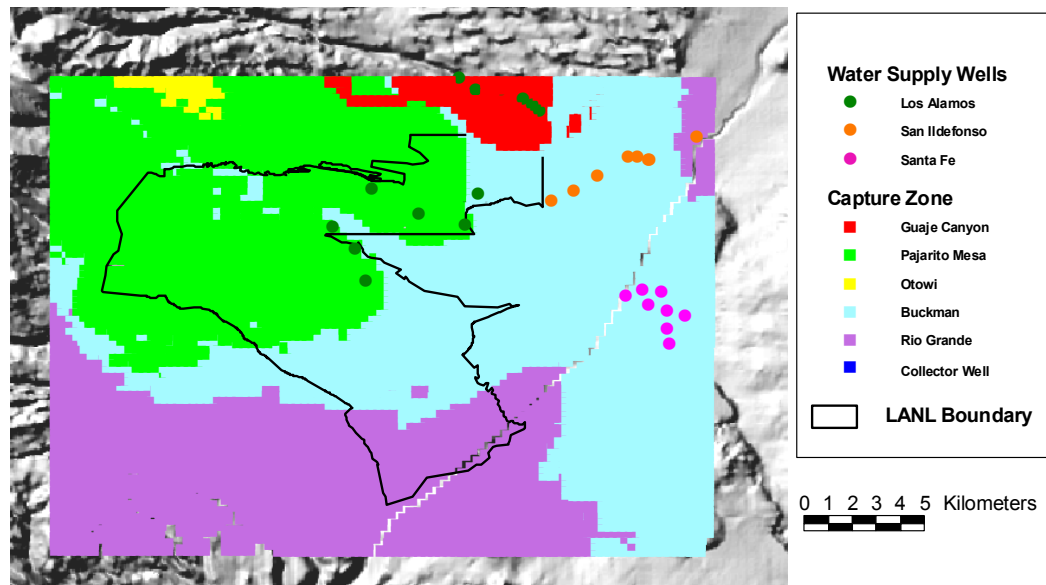 Water Supply Wells
Los Alamos
San Ildefonso
Santa Fe
Capture Zone
Guaje Canyon
Pajarito Mesa
Otowi
Buckman
Rio Grande
Collector Well
LANL Boundary
0 1 2 3 4 5 Kilometers